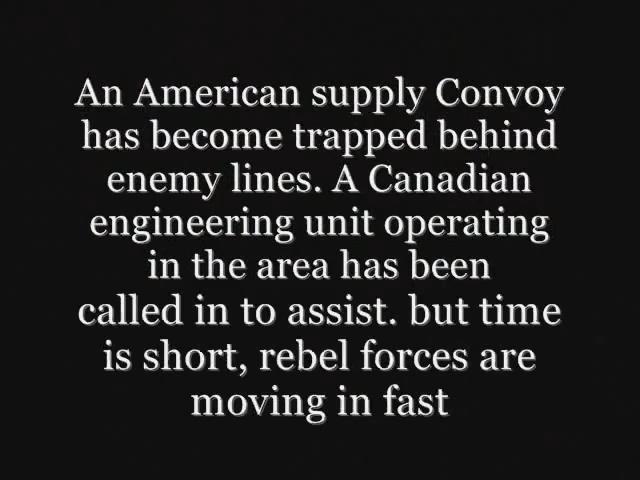 An American supply Convoy
has become trapped behind
enemy lines. A Canadian
engineering unit operating
in the area has been
called in to assist. but time
is short, rebel forces are
moving in fast